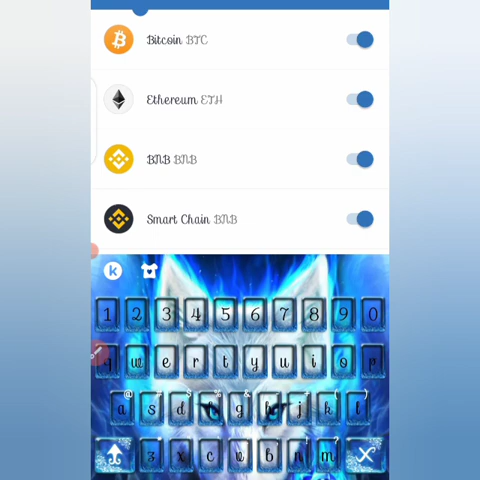 Bitcoin BTC
Ethereum ETH
BNB BNB
Smart Chain BNB
K
1 2 3 4 5 6 7 8 9 0
q w e r t y u i o p
@ # $ % & ( )
a s d f g h j k l
* ! ?
z x c v b n m